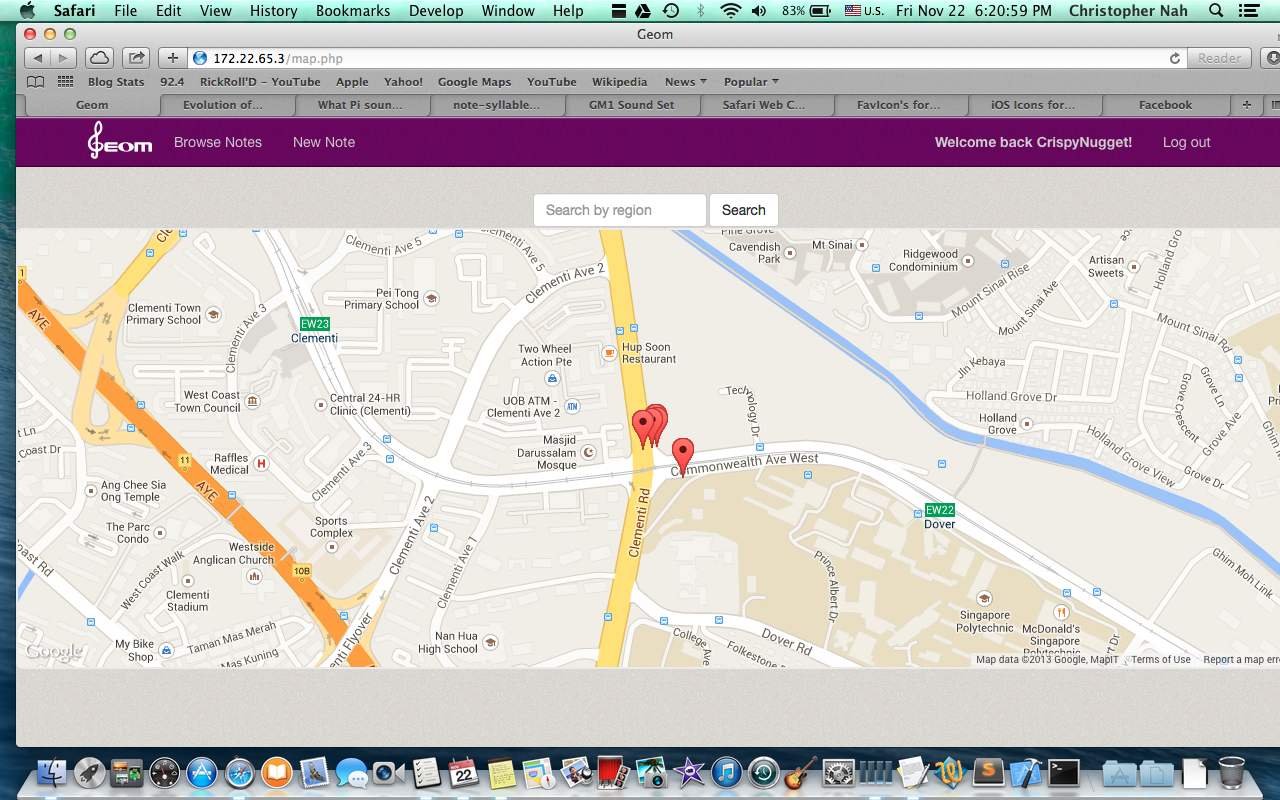 Safari File Edit View History Bookmarks Develop Window Help 83% U.S. Fri Nov 22 6:20:59 PM Christopher Nah
Geom
172.22.65.3/map.php Reader
Blog Stats 92.4 RickRoll'D - YouTube Apple Yahoo! Google Maps YouTube Wikipedia News Popular
Geom Evolution of... What Pi soun... note-syllable... GM1 Sound Set Safari Web C... FavIcon's for... iOS Icons for... Facebook
Geom Browse Notes New Note Welcome back CrispyNugget! Log out
Search by region Search
Clementi Ave 5
Clementi Ave 5
Cavendish
Park
Mt Sinai
Ridgewood
Condominium
Artisan
Sweets
Holland Gro
Mount Sinai Rise
Mount Sinai Ave
Mount Sinai Rd
Clementi Ave 2
Pei Tong
Primary School
1
AYE
Clementi Town
Primary School
Clementi Ave 3
EW23
Clementi
Two Wheel
Action Pte
Hup Soon
Restaurant
Jln Kebaya
Holland Grove Dr
Grove Ln
Grove Crescent
Grove Ave
West Coast
Town Council
Central 24-HR
Clinic (Clementi)
UOB ATM -
Clementi Ave 2
ATM
Technology Dr
Holland
Grove
Holland Grove View
Grove Dr
t Ln
Coast Dr
11
AYE
Raffles
Medical
H
Clementi Ave 3
Masjid
Darussalam
Mosque
Commonwealth Ave West
Ang Chee Sia
Ong Temple
Clementi Ave 2
Clementi Rd
EW22
Dover
The Parc
Condo
Sports
Complex
Westside
Anglican Church
Clementi Ave 1
Prince Albert Dr
Ghim Moh Link
oast Rd
West Coast Walk
10B
Clementi
Stadium
Singapore
Polytechnic
McDonald's
Singapore
Polytechnic
My Bike
Shop
Taman Mas Merah
Mas Kuning
enti Flyover
Nan Hua
High School
College Ave
Dover Rd
Folkestone
Google Map data ©2013 Google, MapIT Terms of Use Report a map erro
22